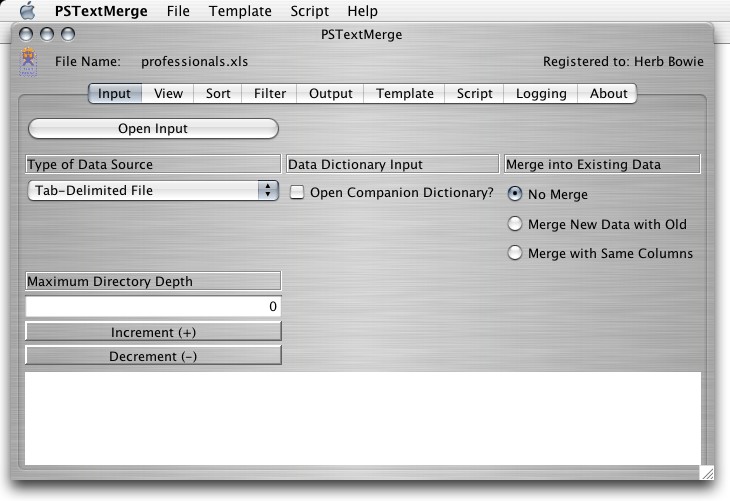 PSTextMerge File Template Script Help
PSTextMerge
File Name: professionals.xls Registered to: Herb Bowie
Input View Sort Filter Output Template Script Logging About
Open Input
Type of Data Source Data Dictionary Input Merge into Existing Data
Tab-Delimited File Open Companion Dictionary? No Merge
Merge New Data with Old
Merge with Same Columns
Maximum Directory Depth
0
Increment (+)
Decrement (-)